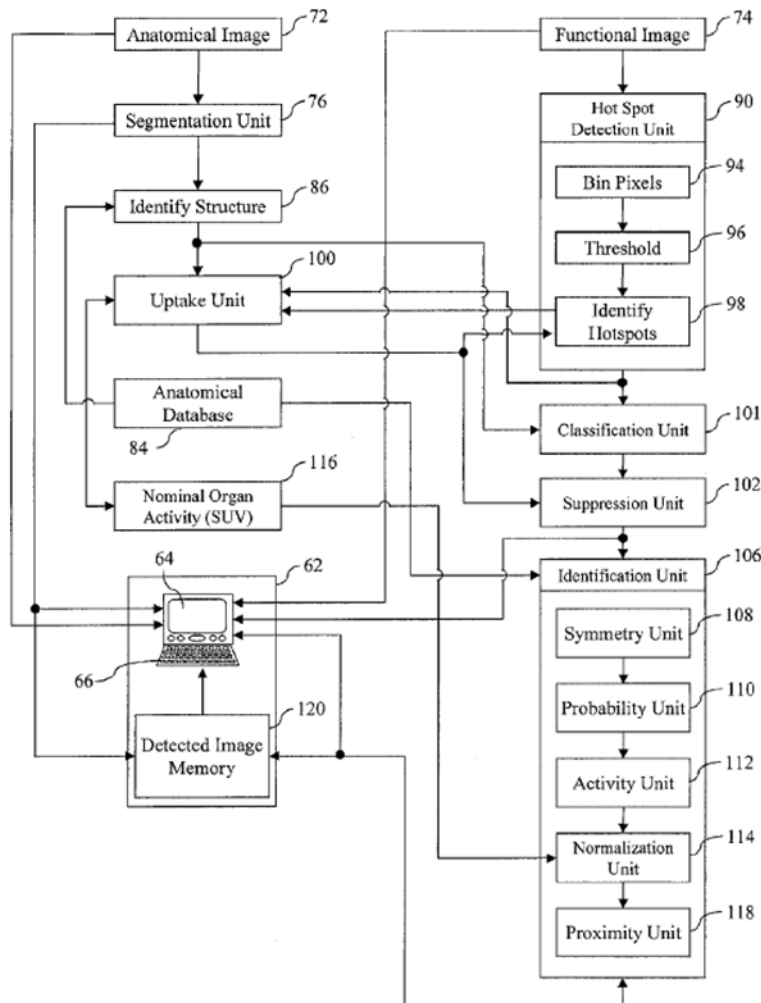 Anatomical Image
72
Functional Image
74
Segmentation Unit
76
Hot Spot
Detection Unit
90
Bin Pixels
94
Identify Structure
86
Threshold
96
Uptake Unit
100
Identify
Hotspots
98
Anatomical
Database
84
Classification Unit
101
Nominal Organ
Activity (SUV)
116
Suppression Unit
102
62
64
66
Identification Unit
106
Symmetry Unit
108
Probability Unit
110
Detected Image
Memory
120
Activity Unit
112
Normalization
Unit
114
Proximity Unit
118